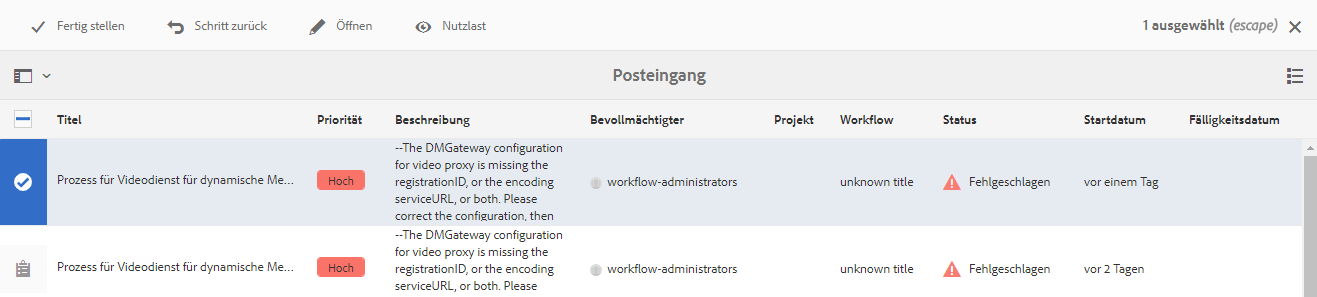 Fertig stellen Schritt zurück Öffnen Nutzlast 1 ausgewählt (escape)
Posteingang
Titel Priorität Beschreibung Bevollmächtigter Projekt Workflow Status Startdatum Fälligkeitsdatum
--The DMGateway configuration
for video proxy is missing the
registrationID, or the encoding
serviceURL, or both. Please
correct the configuration, then
Prozess für Videodienst für dynamische Me... Hoch workflow-administrators unknown title Fehlgeschlagen vor einem Tag
--The DMGateway configuration
for video proxy is missing the
registrationID, or the encoding
serviceURL, or both. Please
Prozess für Videodienst für dynamische Me... Hoch workflow-administrators unknown title Fehlgeschlagen vor 2 Tagen